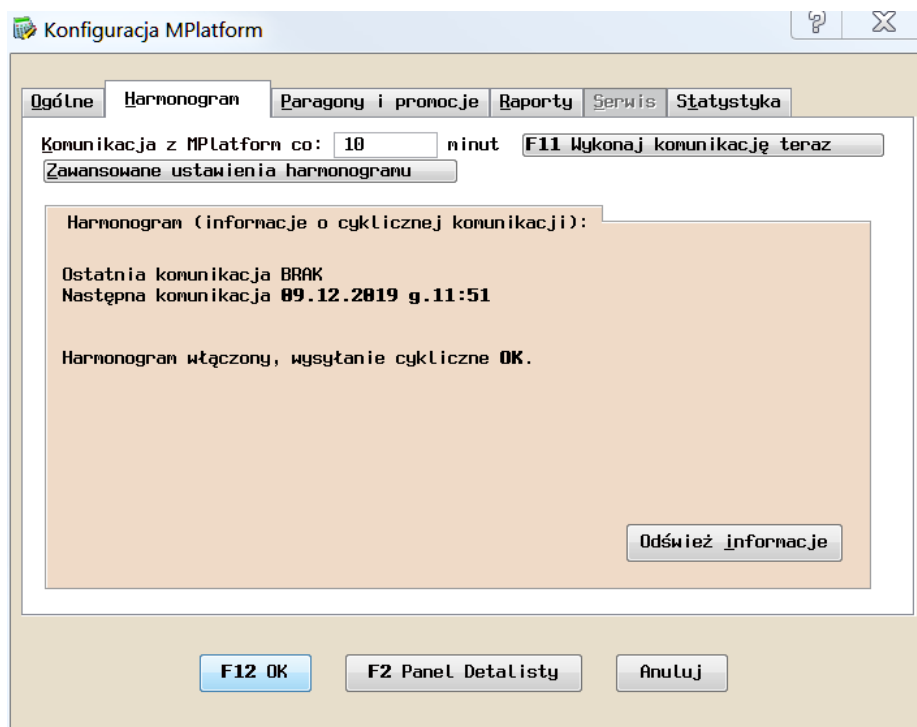 Konfiguracja MPlatform
Ogólne Harmonogram Paragony i promocje Raporty Serwis Statystyka
Komunikacja z MPlatform co: 10 minut F11 Wykonaj komunikację teraz
Zawansowane ustawienia harmonogramu
Harmonogram (informacje o cyklicznej komunikacji):
Ostatnia komunikacja BRAK
Następna komunikacja 09.12.2019 g.11:51
Harmonogram włączony, wysyłanie cykliczne OK.
Odśwież informacje
F12 OK F2 Panel Detalisty Anuluj